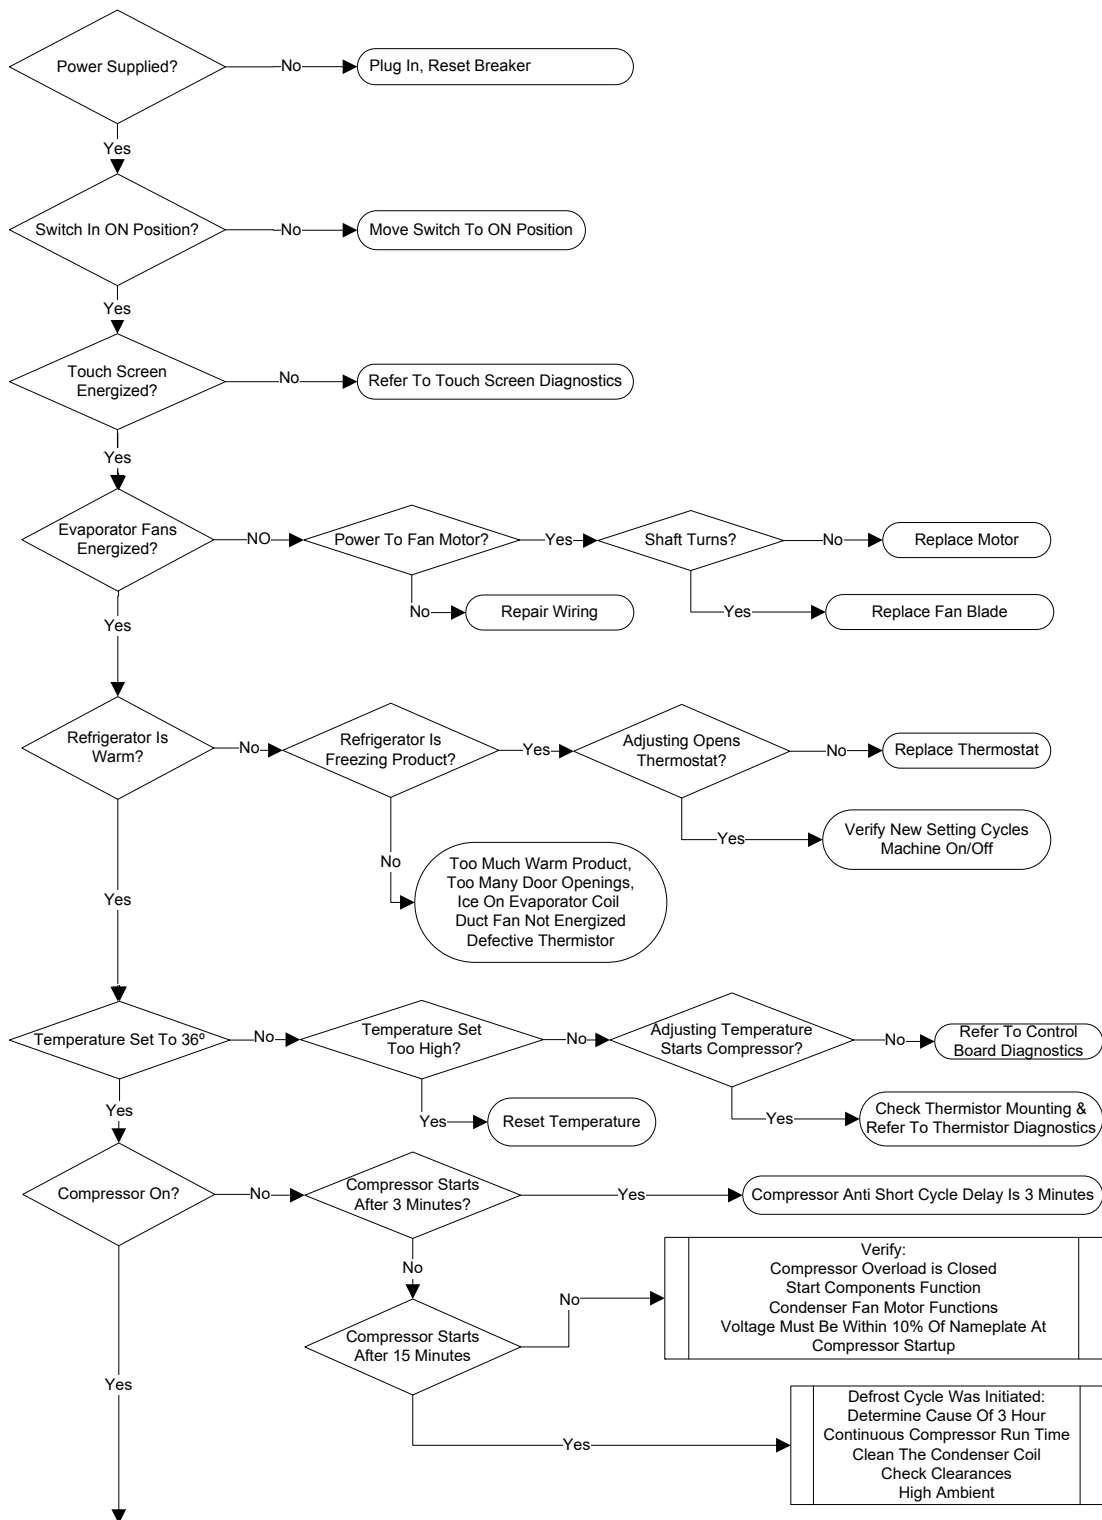 Power Supplied?
No
Plug In, Reset Breaker
Yes
Switch In ON Position?
No
Move Switch To ON Position
Yes
Touch Screen
Energized?
No
Refer To Touch Screen Diagnostics
Yes
Evaporator Fans
Energized?
NO
Power To Fan Motor?
Yes
Shaft Turns?
No
Replace Motor
No
Repair Wiring
Yes
Replace Fan Blade
Yes
Refrigerator Is
Warm?
No
Refrigerator Is
Freezing Product?
Yes
Adjusting Opens
Thermostat?
No
Replace Thermostat
Yes
Verify New Setting Cycles
Machine On/Off
No
Too Much Warm Product,
Too Many Door Openings,
Ice On Evaporator Coil
Duct Fan Not Energized
Defective Thermistor
Yes
Temperature Set To 36º
No
Temperature Set
Too High?
No
Adjusting Temperature
Starts Compressor?
No
Refer To Control
Board Diagnostics
Yes
Reset Temperature
Yes
Check Thermistor Mounting &
Refer To Thermistor Diagnostics
Yes
Compressor On?
No
Compressor Starts
After 3 Minutes?
Yes
Compressor Anti Short Cycle Delay Is 3 Minutes
No
Compressor Starts
After 15 Minutes
No
Verify:
Compressor Overload is Closed
Start Components Function
Condenser Fan Motor Functions
Voltage Must Be Within 10% Of Nameplate At
Compressor Startup
Yes
Yes
Defrost Cycle Was Initiated:
Determine Cause Of 3 Hour
Continuous Compressor Run Time
Clean The Condenser Coil
Check Clearances
High Ambient